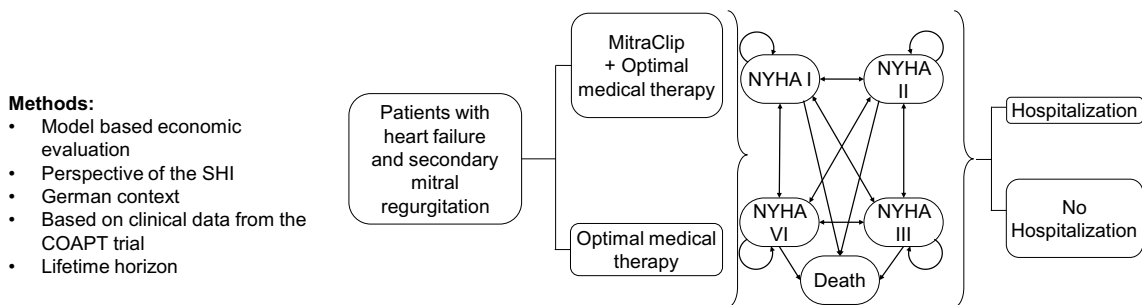 Methods:
• Model based economic
evaluation
• Perspective of the SHI
• German context
• Based on clinical data from the
COAPT trial
• Lifetime horizon
Patients with
heart failure
and secondary
mitral
regurgitation
MitraClip
+ Optimal
medical therapy
Optimal medical
therapy
NYHA I
NYHA
II
NYHA
VI
NYHA
III
Death
Hospitalization
No
Hospitalization